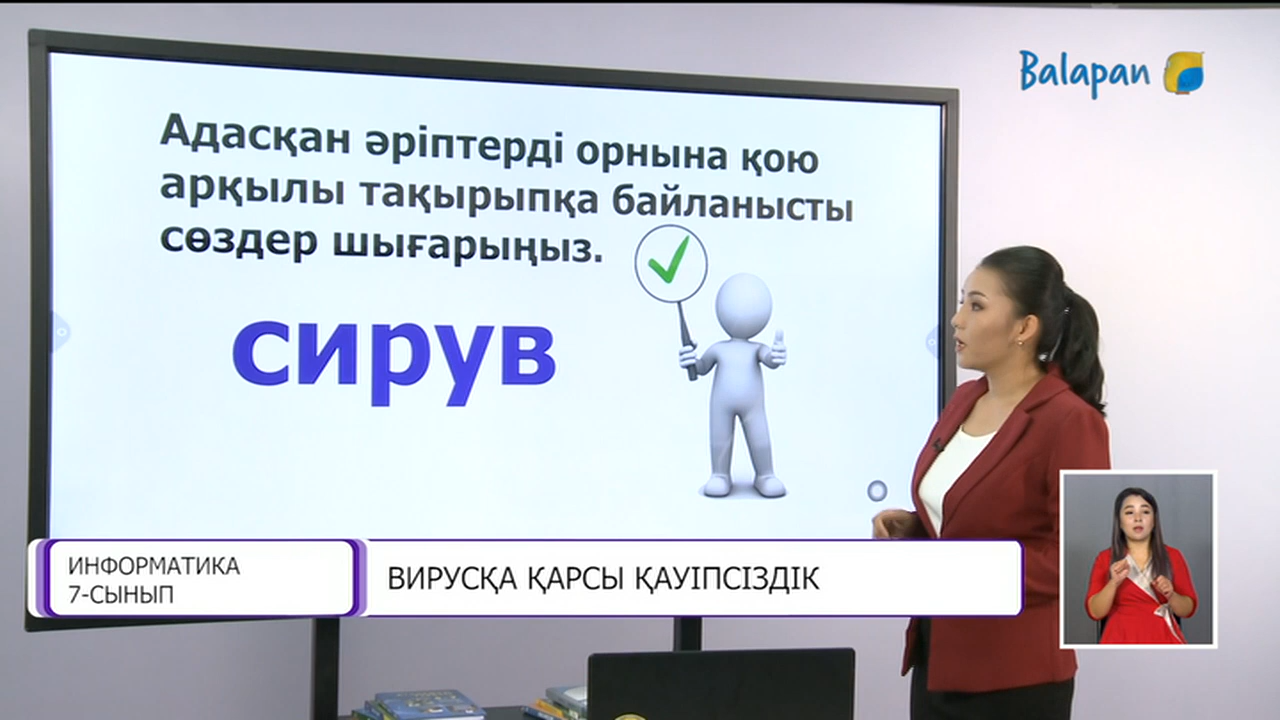 Balapan
Адасқан әріптерді орнына қою
арқылы тақырыпқа байланысты
сөздер шығарыңыз.
сирув
ИНФОРМАТИКА
7-СЫНЫП
ВИРУСҚА ҚАРСЫ ҚАУІПСІЗДІК